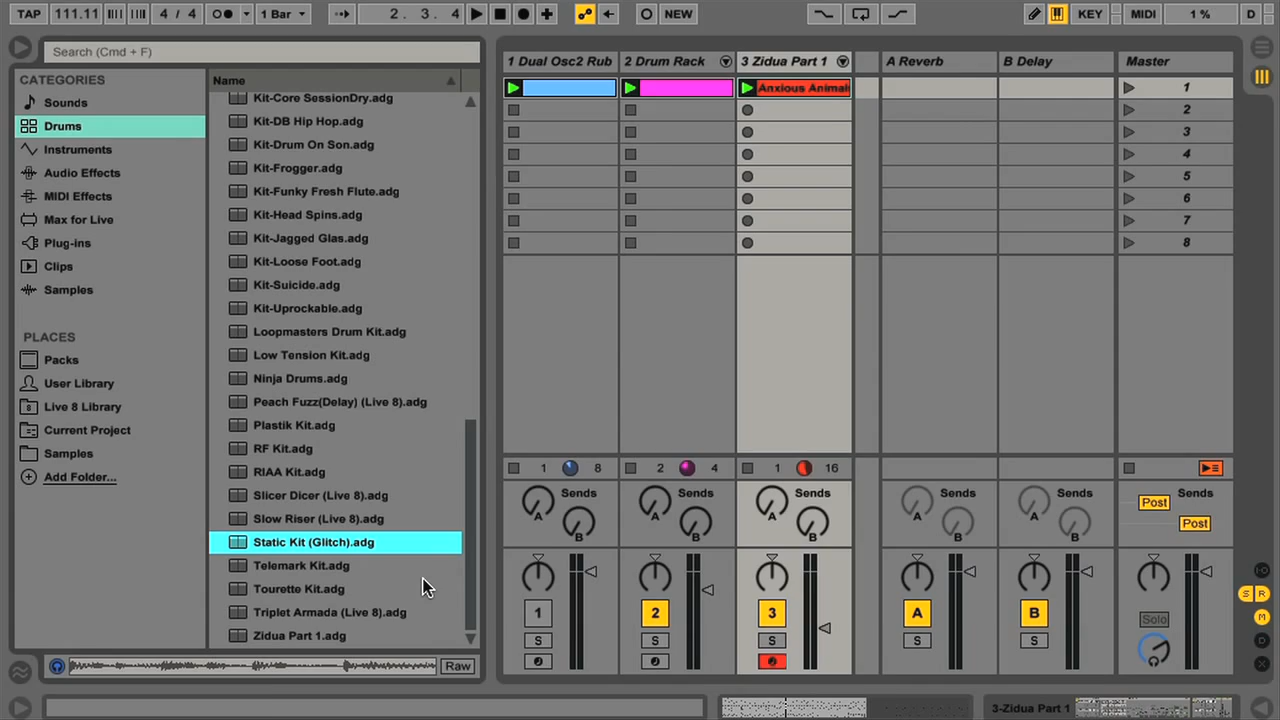 TAP 111.11 4 / 4 1 Bar 2. 3. 4 NEW KEY MIDI 1 % D
Search (Cmd + F)
CATEGORIES
Sounds
Drums
Instruments
Audio Effects
MIDI Effects
Max for Live
Plug-ins
Clips
Samples
PLACES
Packs
User Library
Live 8 Library
Current Project
Samples
Add Folder...
Name
Kit-Core SessionDry.adg
Kit-DB Hip Hop.adg
Kit-Drum On Son.adg
Kit-Frogger.adg
Kit-Funky Fresh Flute.adg
Kit-Head Spins.adg
Kit-Jagged Glas.adg
Kit-Loose Foot.adg
Kit-Suicide.adg
Kit-Uprockable.adg
Loopmasters Drum Kit.adg
Low Tension Kit.adg
Ninja Drums.adg
Peach Fuzz(Delay) (Live 8).adg
Plastik Kit.adg
RF Kit.adg
RIAA Kit.adg
Slicer Dicer (Live 8).adg
Slow Riser (Live 8).adg
Static Kit (Glitch).adg
Telemark Kit.adg
Tourette Kit.adg
Triplet Armada (Live 8).adg
Zidua Part 1.adg
Raw
1 Dual Osc2 Rub 2 Drum Rack 3 Zidua Part 1 A Reverb B Delay Master
Anxious Animal 1
2
3
4
5
6
7
8
1 8 2 4 1 16
Sends Sends Sends Sends Sends Sends
A A A A A Post
B B B B B Post
1 2 3 A B Solo
S S S S S
S R
M
D
X
3-Zidua Part 1